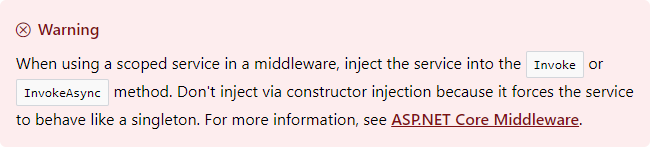 Warning
When using a scoped service in a middleware, inject the service into the Invoke or
InvokeAsync method. Don't inject via constructor injection because it forces the service
to behave like a singleton. For more information, see ASP.NET Core Middleware.